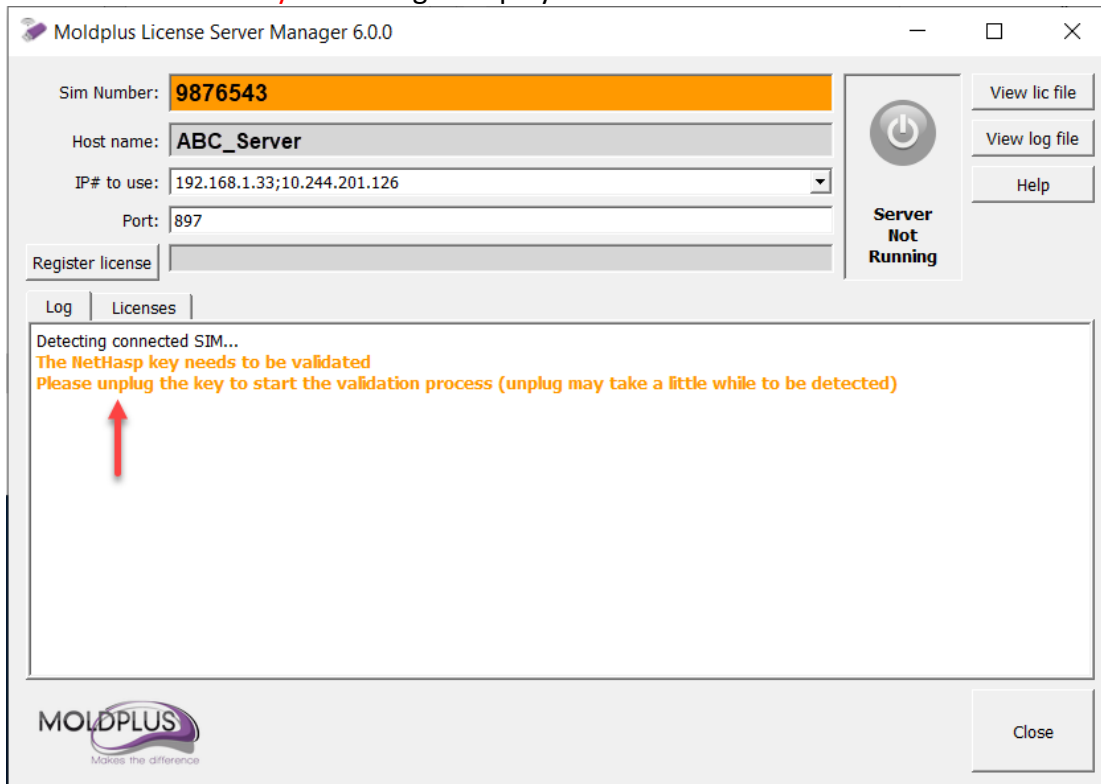 Moldplus License Server Manager 6.0.0
Sim Number: 9876543
View lic file
Host name: ABC_Server
View log file
IP# to use: 192.168.1.33;10.244.201.126
Help
Port: 897
Server
Not
Running
Register license
Log Licenses
Detecting connected SIM...
The NetHasp key needs to be validated
Please unplug the key to start the validation process (unplug may take a little while to be detected)
MOLDPLUS
Makes the difference
Close